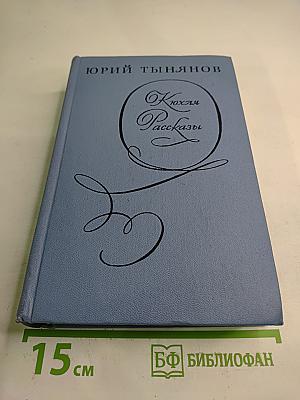 ЮРИЙ ТЫНЯНОВ
Кюхля
Рассказы
15 см
БФ БИБЛИОФАН